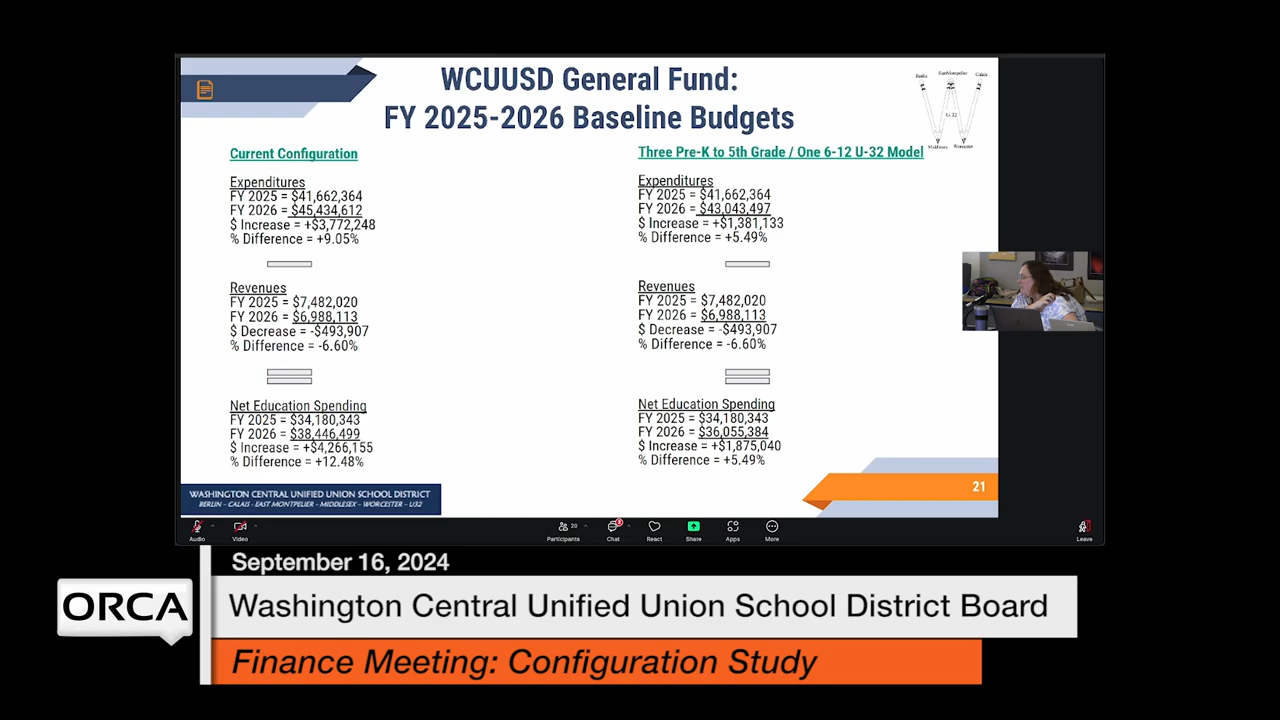 WCUUSD General Fund:
FY 2025-2026 Baseline Budgets
Berlin
East Montpelier
Calais
U-32
Middlesex
Worcester
Current Configuration
Expenditures
FY 2025 = $41,662,364
FY 2026 = $45,434,612
$ Increase = +$3,772,248
% Difference = +9.05%
Revenues
FY 2025 = $7,482,020
FY 2026 = $6,988,113
$ Decrease = -$493,907
% Difference = -6.60%
Net Education Spending
FY 2025 = $34,180,343
FY 2026 = $38,446,499
$ Increase = +$4,266,155
% Difference = +12.48%
Three Pre-K to 5th Grade / One 6-12 U-32 Model
Expenditures
FY 2025 = $41,662,364
FY 2026 = $43,043,497
$ Increase = +$1,381,133
% Difference = +5.49%
Revenues
FY 2025 = $7,482,020
FY 2026 = $6,988,113
$ Decrease = -$493,907
% Difference = -6.60%
Net Education Spending
FY 2025 = $34,180,343
FY 2026 = $36,055,384
$ Increase = +$1,875,040
% Difference = +5.49%
21
WASHINGTON CENTRAL UNIFIED UNION SCHOOL DISTRICT
BERLIN – CALAIS - EAST MONTPELIER – MIDDLESEX – WORCESTER – U32
Audio
Video
Participants
20
Chat
React
Share
Apps
More
Leave
September 16, 2024
ORCA
Washington Central Unified Union School District Board
Finance Meeting: Configuration Study